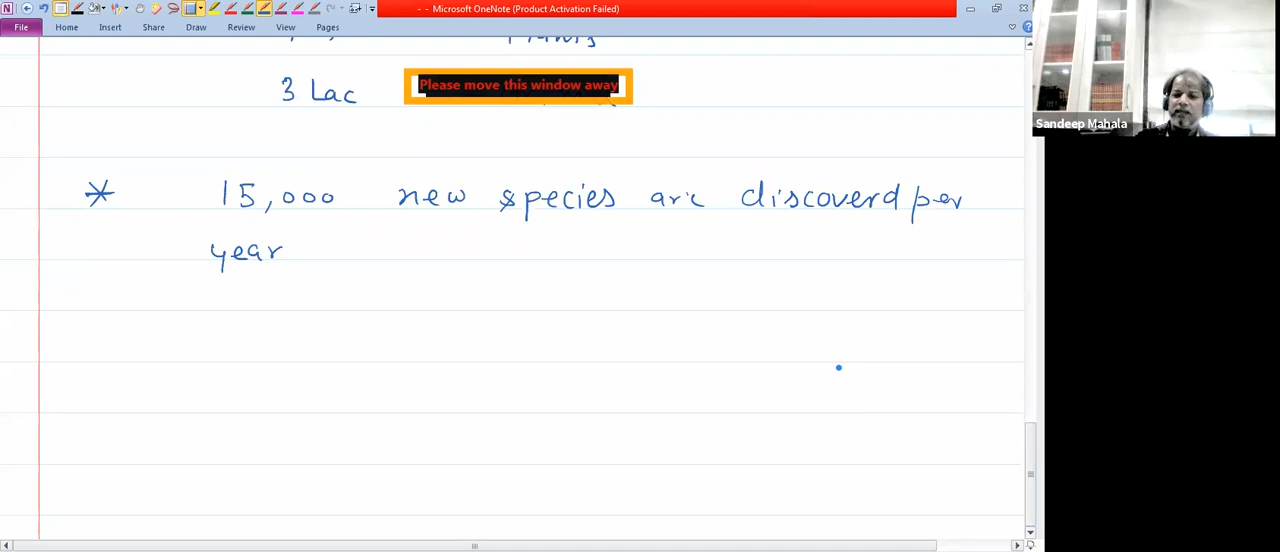 - - Microsoft OneNote (Product Activation Failed)
File Home Insert Share Draw Review View Pages
3 Lac
Please move this window away
Sandeep Mahala
* 15,000 new species are discoverd per
year